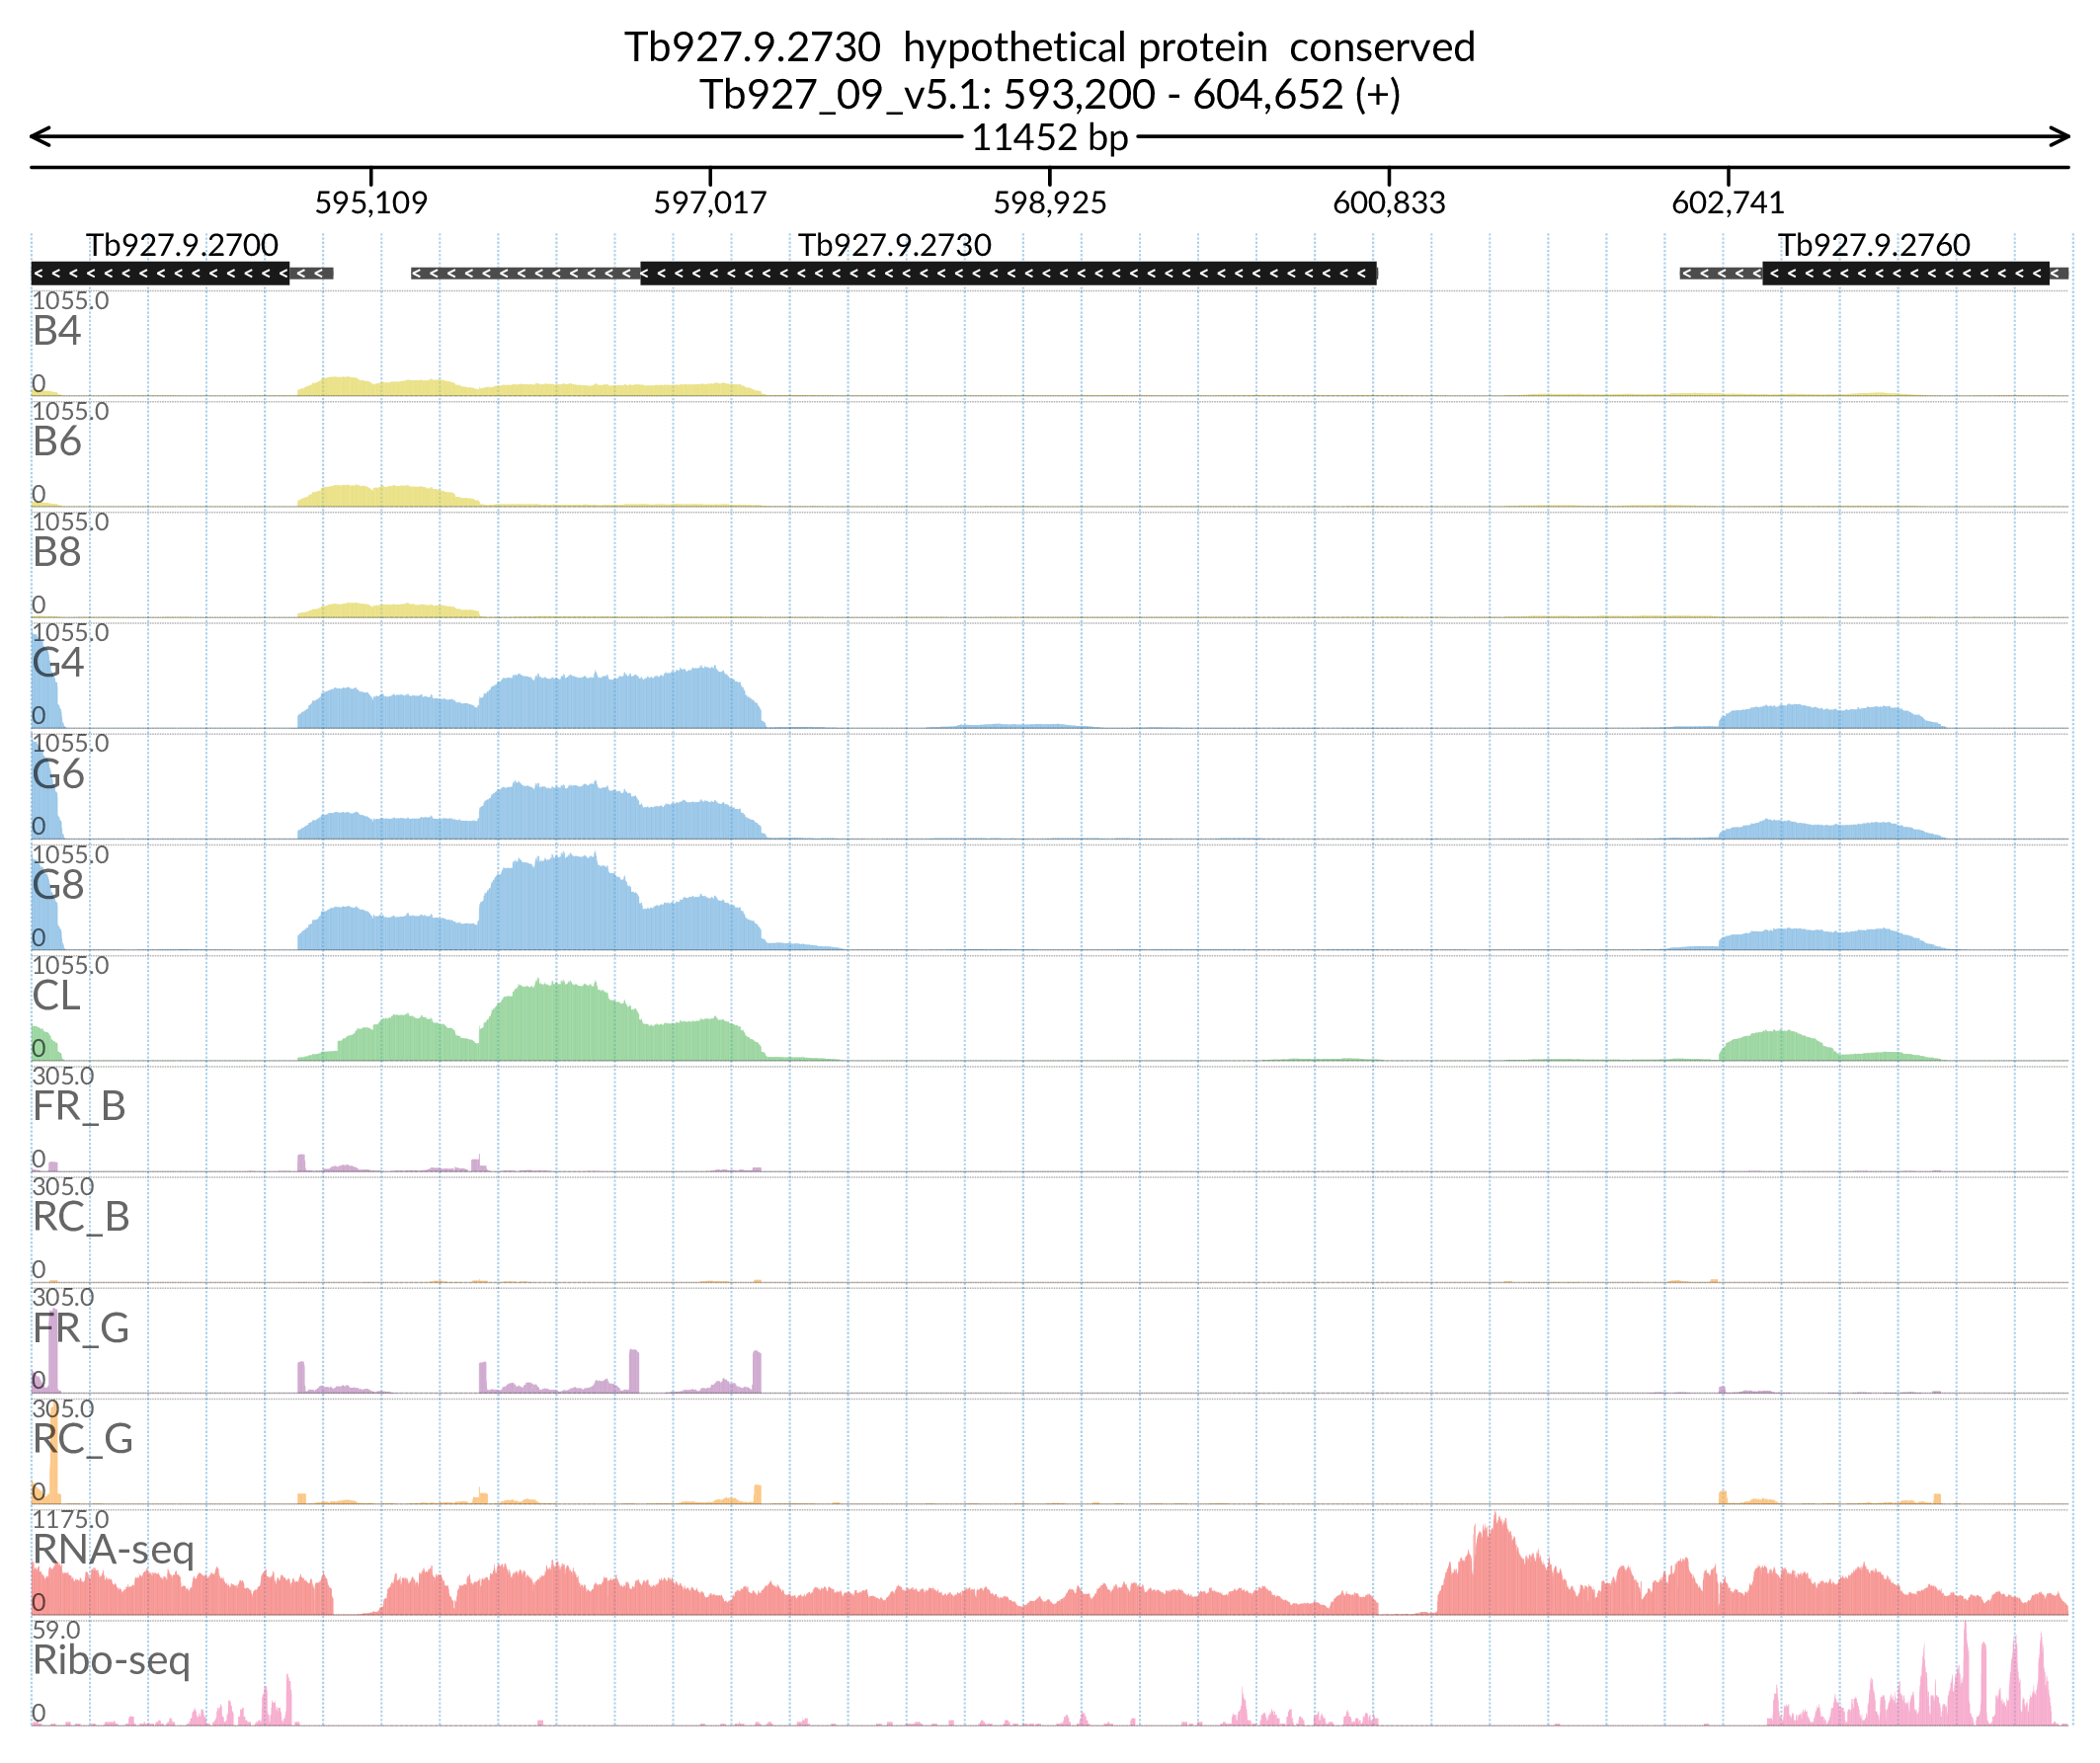 Tb927.9.2730  hypothetical protein  conserved
Tb927_09_v5.1: 593,200 - 604,652 (+)
11452 bp
595,109 597,017 598,925 600,833 602,741
Tb927.9.2700 Tb927.9.2730 Tb927.9.2760
1055.0
B4
0
1055.0
B6
0
1055.0
B8
0
1055.0
G4
0
1055.0
G6
0
1055.0
G8
0
1055.0
CL
0
305.0
FR_B
0
305.0
RC_B
0
305.0
FR_G
0
305.0
RC_G
0
1175.0
RNA-seq
0
59.0
Ribo-seq
0